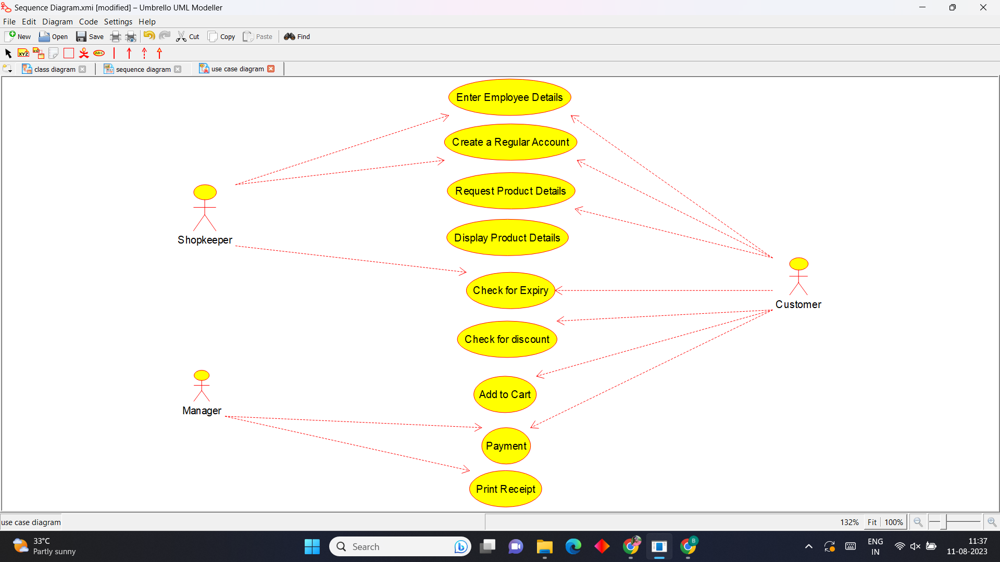 Sequence Diagram.xmi [modified] – Umbrello UML Modeller
File Edit Diagram Code Settings Help
New Open Save Cut Copy Paste Find
XYZ XYZ ABC
class diagram sequence diagram use case diagram
Enter Employee Details
Create a Regular Account
Request Product Details
Shopkeeper
Display Product Details
Check for Expiry
Customer
Check for discount
Add to Cart
Manager
Payment
Print Receipt
use case diagram 132% Fit 100%
33°C
Partly sunny
Search
B
ENG
IN
11:37
11-08-2023